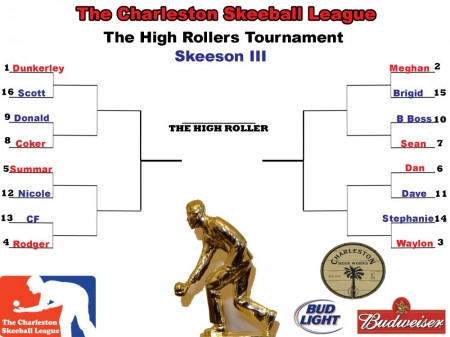 The Charleston Skeeball League
The High Rollers Tournament
Skeeson III
1 Dunkerley
16 Scott
9 Donald
8 Coker
5 Summar
12 Nicole
13 CF
4 Rodger
THE HIGH ROLLER
Meghan 2
Brigid 15
B Boss 10
Sean 7
Dan 6
Dave 11
Stephanie 14
Waylon 3
The Charleston
Skeeball League
CHARLESTON
BEER WORKS
BUD
LIGHT
Budweiser